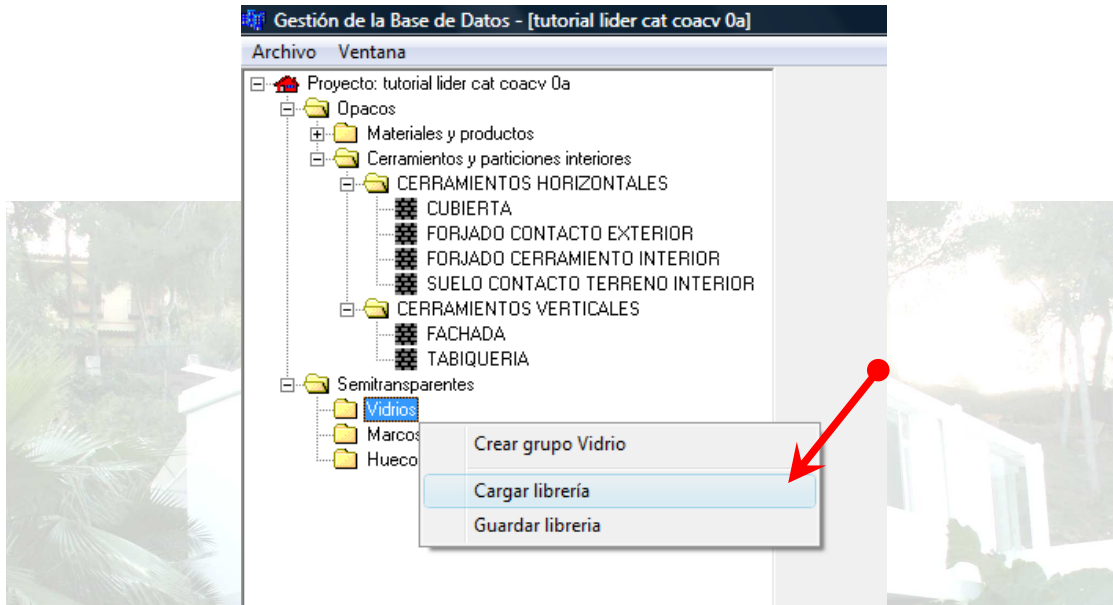 Gestión de la Base de Datos - [tutorial lider cat coacv 0a]
Archivo Ventana
Proyecto: tutorial lider cat coacv 0a
Opacos
Materiales y productos
Cerramientos y particiones interiores
CERRAMIENTOS HORIZONTALES
CUBIERTA
FORJADO CONTACTO EXTERIOR
FORJADO CERRAMIENTO INTERIOR
SUELO CONTACTO TERRENO INTERIOR
CERRAMIENTOS VERTICALES
FACHADA
TABIQUERIA
Semitransparentes
Vidrios
Marcos
Hueco
Crear grupo Vidrio
Cargar librería
Guardar libreria